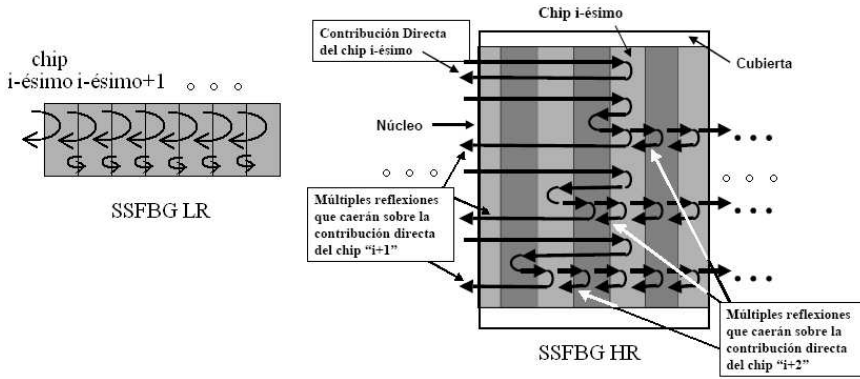 chip
i-ésimo i-ésimo+1
SSFBG LR
Chip i-ésimo
Contribución Directa
del chip i-ésimo
Cubierta
Núcleo
Múltiples reflexiones
que caerán sobre la
contribución directa
del chip “i+1”
Múltiples reflexiones
que caerán sobre la
contribución directa
del chip “i+2”
SSFBG HR